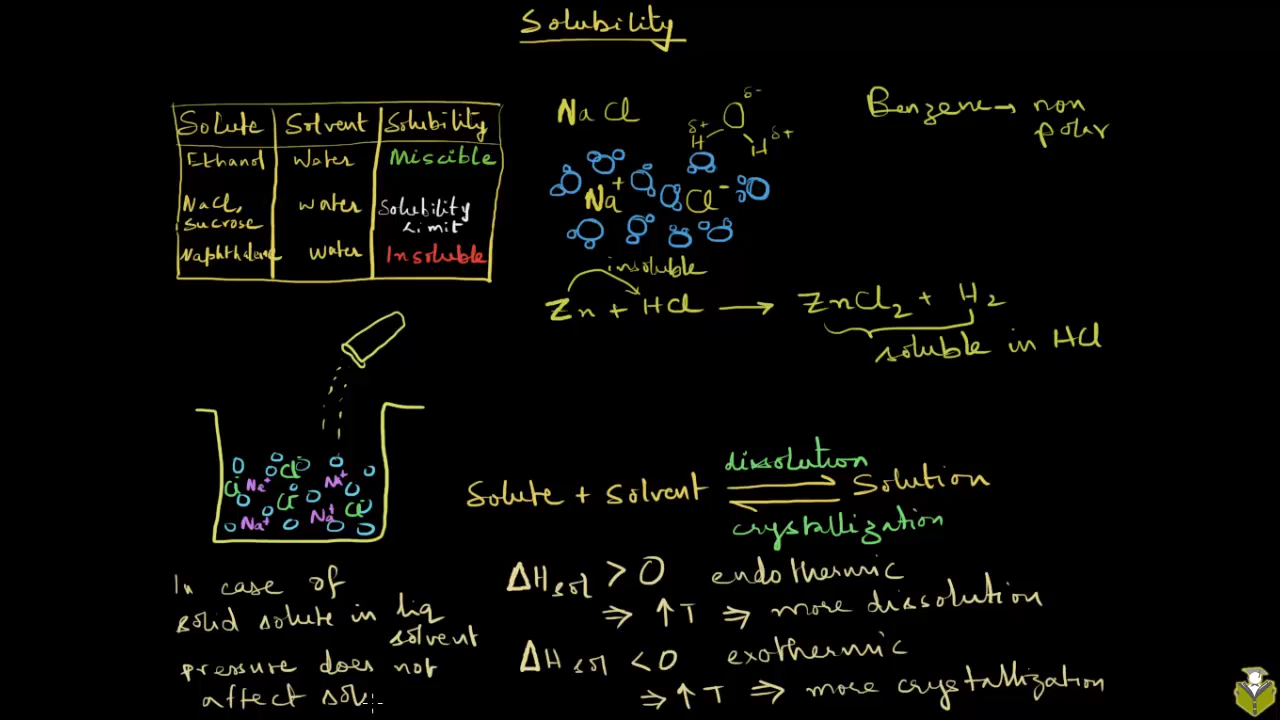 Solubility
Solute Solvent Solubility
Ethanol water Miscible
NaCl, sucrose water Solubility Limit
Naphthalene water Insoluble
NaCl
δ-
O
δ+ H H δ+
Na+ Cl-
Benzene → non
polar
insoluble
Zn + HCl → ZnCl2 + H2
soluble in HCl
Cl Cl- Na+ Na+
Cl- Cl-
Na+ Na+
dissolution
Solute + Solvent ⇌ Solution
crystallization
In case of
solid solute in liq
solvent
pressure does not
affect solu
ΔHsol > 0 endothermic
⇒ ↑T ⇒ more dissolution
ΔHsol < 0 exothermic
⇒ ↑T ⇒ more crystallization